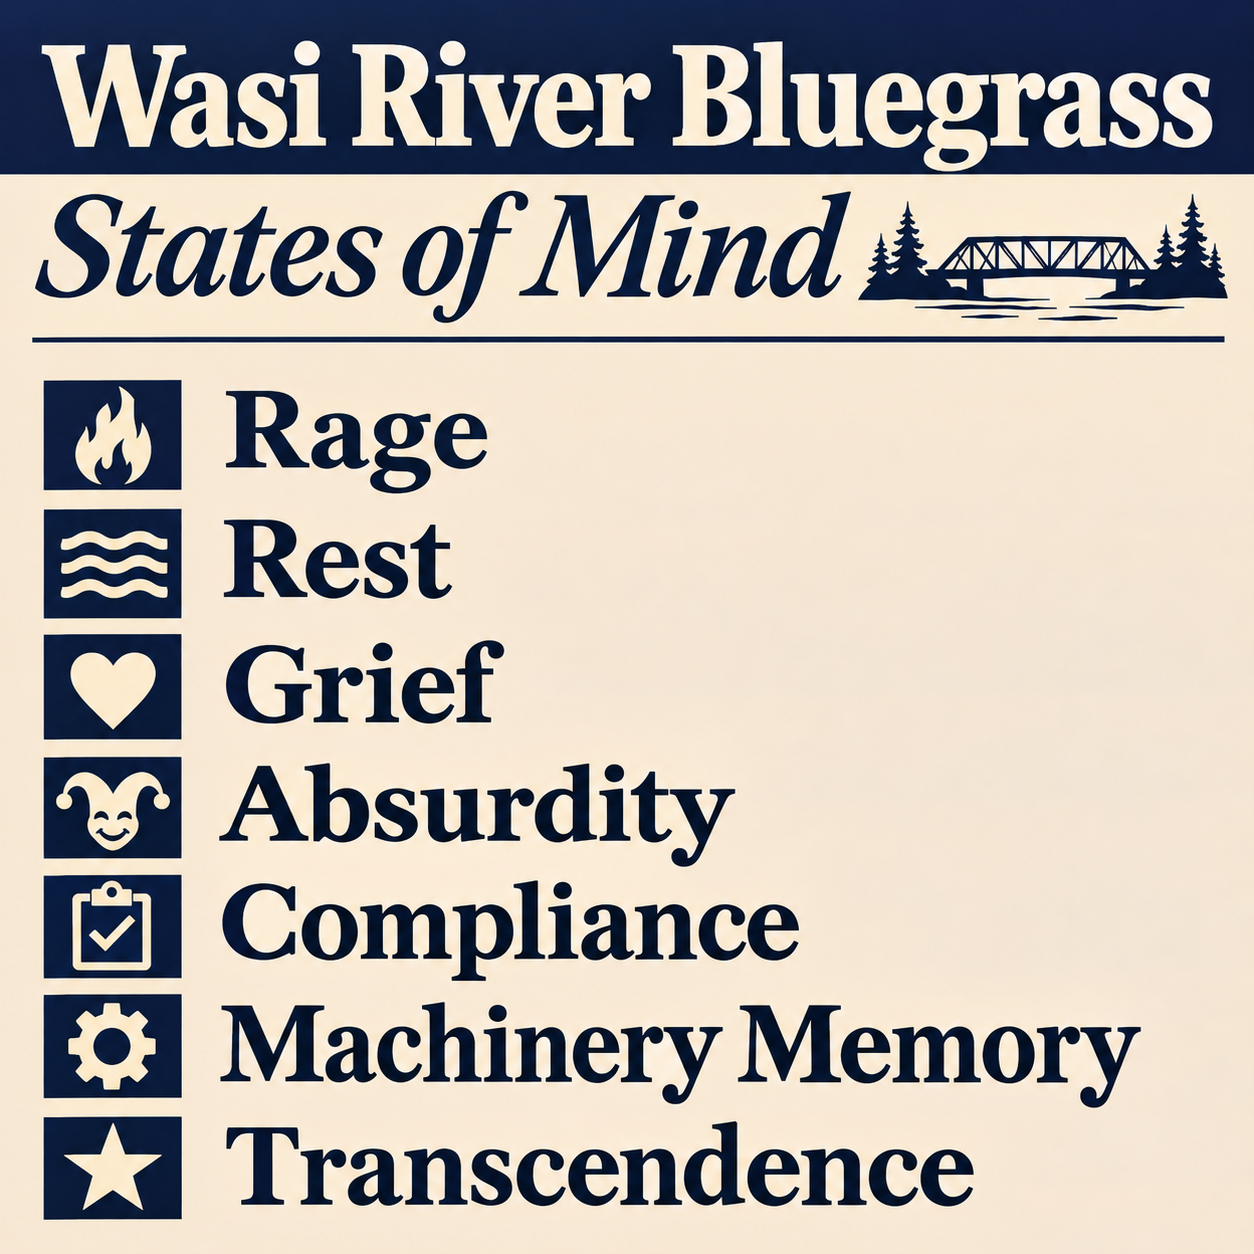 Wasi River Bluegrass
States of Mind
Rage
Rest
Grief
Absurdity
Compliance
Machinery Memory
Transcendence